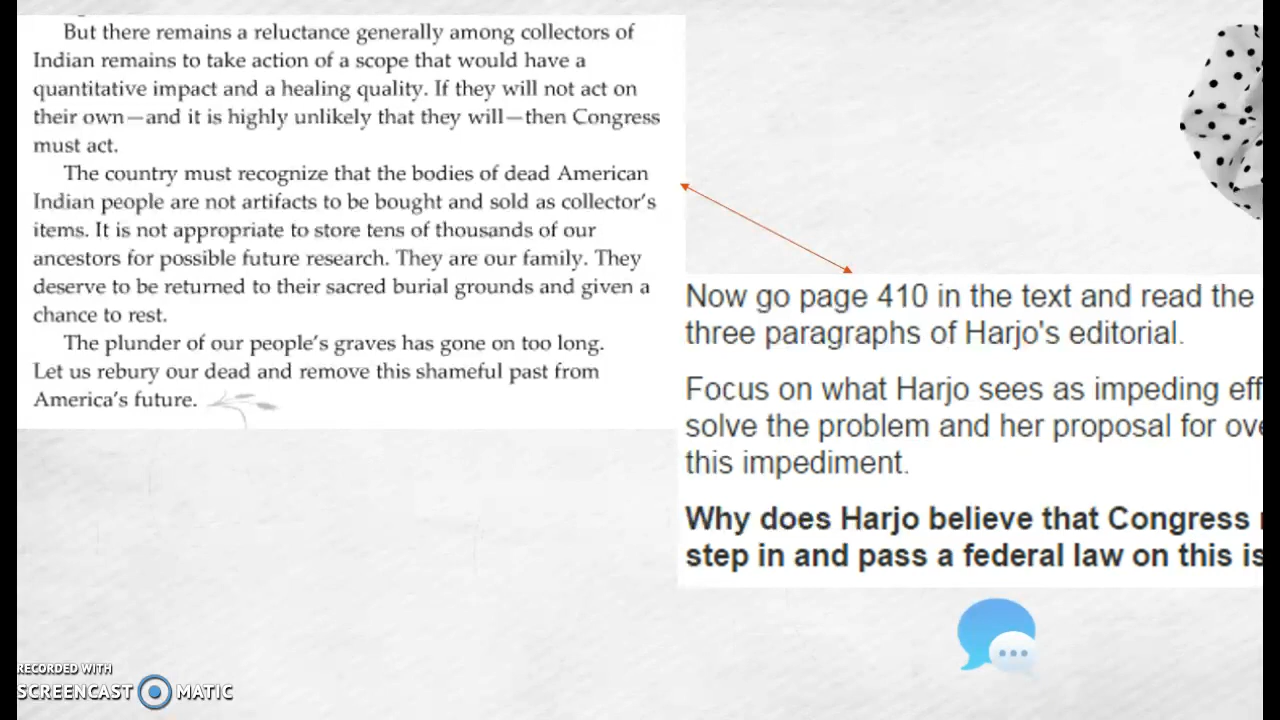 But there remains a reluctance generally among collectors of
Indian remains to take action of a scope that would have a
quantitative impact and a healing quality. If they will not act on
their own—and it is highly unlikely that they will—then Congress
must act.
The country must recognize that the bodies of dead American
Indian people are not artifacts to be bought and sold as collector's
items. It is not appropriate to store tens of thousands of our
ancestors for possible future research. They are our family. They
deserve to be returned to their sacred burial grounds and given a
chance to rest.
The plunder of our people's graves has gone on too long.
Let us rebury our dead and remove this shameful past from
America's future.
Now go page 410 in the text and read the
three paragraphs of Harjo's editorial.
Focus on what Harjo sees as impeding
solve the problem and her proposal for
this impediment.
Why does Harjo believe that Congress
step in and pass a federal law on this
RECORDED WITH
SCREENCAST MATIC